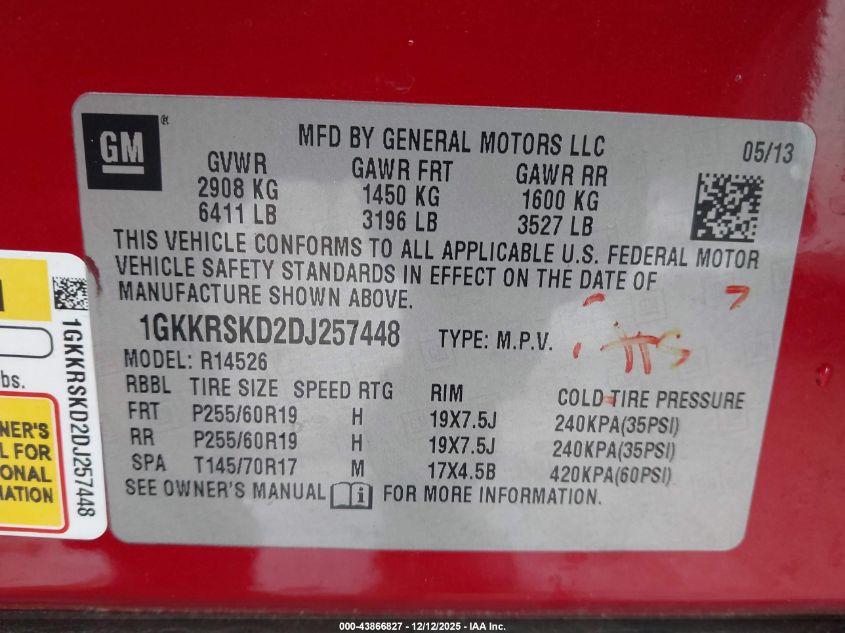 GM
®
MFD BY GENERAL MOTORS LLC
05/13
GVWR GAWR FRT GAWR RR
2908 KG 1450 KG 1600 KG
6411 LB 3196 LB 3527 LB
THIS VEHICLE CONFORMS TO ALL APPLICABLE U.S. FEDERAL MOTOR
VEHICLE SAFETY STANDARDS IN EFFECT ON THE DATE OF
MANUFACTURE SHOWN ABOVE.
1GKKRSKD2DJ257448 TYPE: M.P.V.
MODEL: R14526
RBBL TIRE SIZE SPEED RTG RIM COLD TIRE PRESSURE
FRT P255/60R19 H 19X7.5J 240KPA(35PSI)
RR P255/60R19 H 19X7.5J 240KPA(35PSI)
SPA T145/70R17 M 17X4.5B 420KPA(60PSI)
SEE OWNER'S MANUAL FOR MORE INFORMATION.
lbs.
NER'S
L FOR
ONAL
MATION
1GKKRSKD2DJ257448
000-43866827 - 12/12/2025 - IAA Inc.